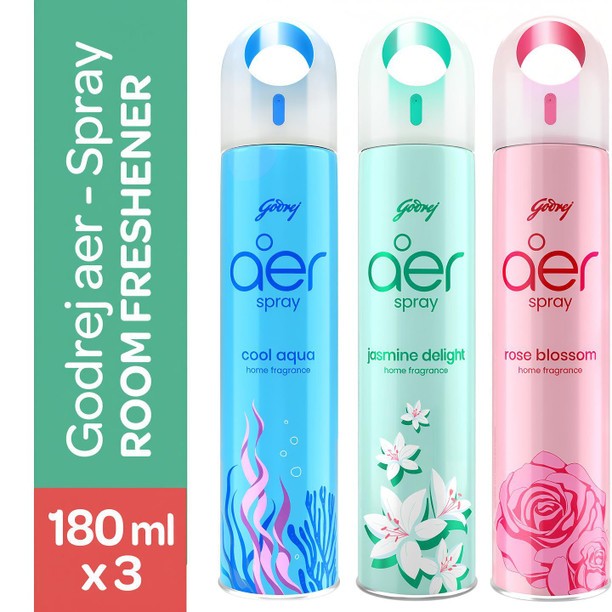 Godrej aer - Spray
ROOM FRESHENER
180 ml
x 3
Godrej
aer
spray
cool aqua
home fragrance
Godrej
aer
spray
jasmine delight
home fragrance
Godrej
aer
spray
rose blossom
home fragrance